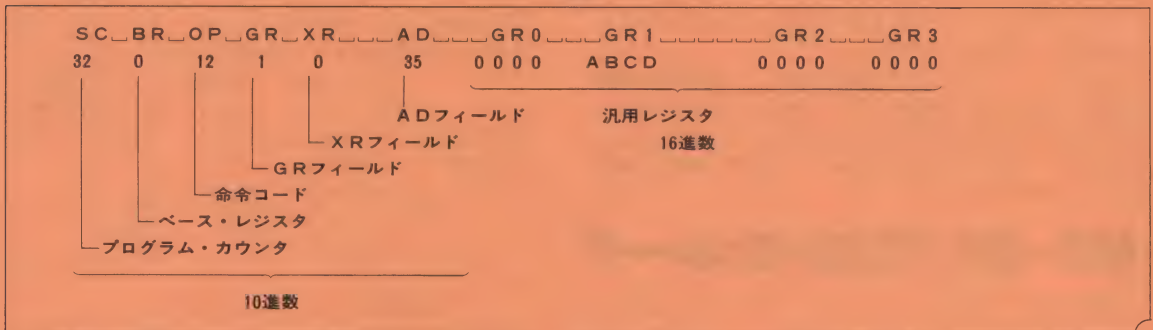 SC␣BR␣OP␣GR␣XR␣␣␣AD␣␣␣GR0␣␣␣GR1␣␣␣␣␣␣GR2␣␣␣GR3
32 0 12 1 0 35 0000 ABCD 0000 0000
ADフィールド 汎用レジスタ
XRフィールド 16進数
GRフィールド
命令コード
ベース・レジスタ
プログラム・カウンタ
10進数